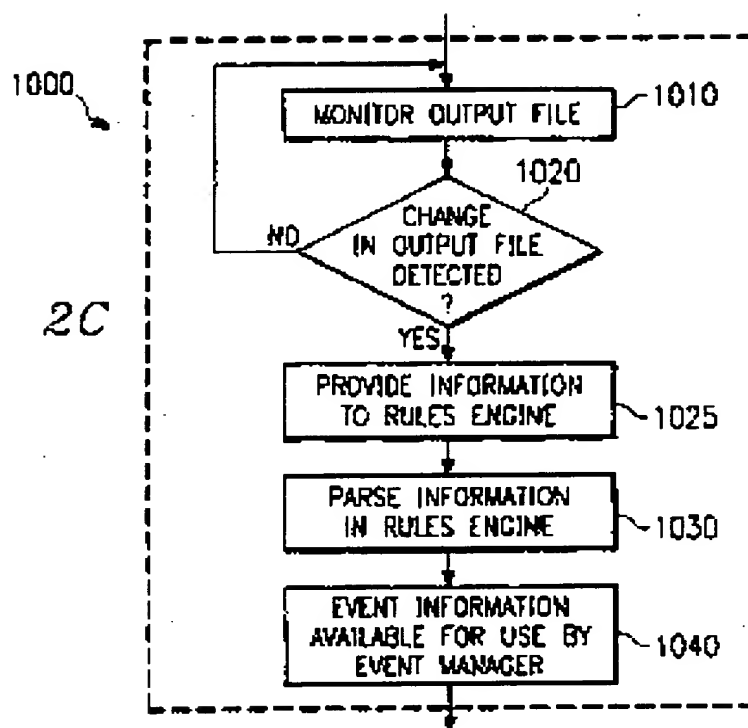 1000
1010
MONITOR OUTPUT FILE
1020
CHANGE
IN OUTPUT FILE
DETECTED
?
NO
2C
YES
PROVIDE INFORMATION
TO RULES ENGINE
1025
PARSE INFORMATION
IN RULES ENGINE
1030
EVENT INFORMATION
AVAILABLE FOR USE BY
EVENT MANAGER
1040